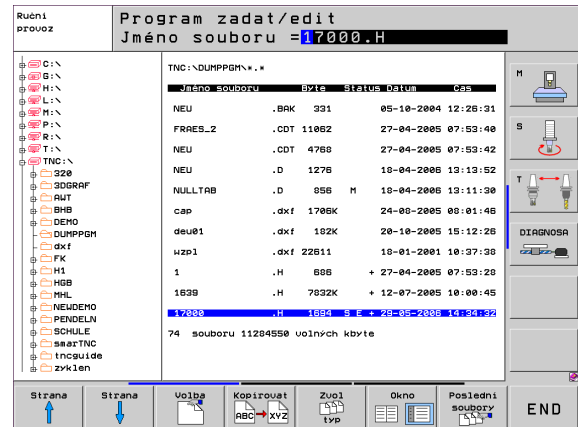 Ruční
provoz
Program zadat/edit
Jméno souboru =17000.H
C:\
G:\
H:\
L:\
M:\
P:\
R:\
T:\
TNC:\
320
3DGRAF
AWT
BHB
DEMO
DUMPPGM
dxf
FK
H1
HGB
MHL
NEWDEMO
PENDELN
SCHULE
smarTNC
tncguide
zyklen
TNC:\DUMPPGM\*.*
Jméno souboru Byte Status Datum Cas
NEU .BAK 331 05-10-2004 12:26:31
FRAES_2 .CDT 11062 27-04-2005 07:53:40
NEU .CDT 4768 27-04-2005 07:53:42
NEU .D 1276 18-04-2006 13:13:52
NULLTAB .D 856 M 18-04-2006 13:11:30
cap .dxf 1706K 24-08-2005 08:01:46
deu01 .dxf 182K 20-10-2005 15:12:26
wzpl .dxf 22611 18-01-2001 10:37:38
1 .H 686 + 27-04-2005 07:53:28
1639 .H 7832K + 12-07-2005 10:00:45
17000 .H 1694 S E + 29-05-2006 14:34:32
74 souboru 11284550 volných kbyte
M
S
T
DIAGNOSA
Strana
Strana
Volba
Kopírovat
ABC
XYZ
Zvol
typ
Okno
Poslední
soubory
END